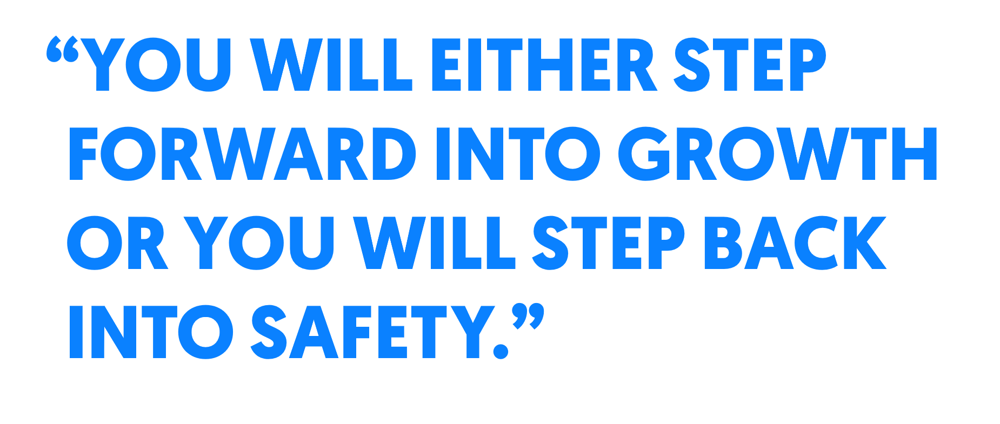 “YOU WILL EITHER STEP
FORWARD INTO GROWTH
OR YOU WILL STEP BACK
INTO SAFETY.”